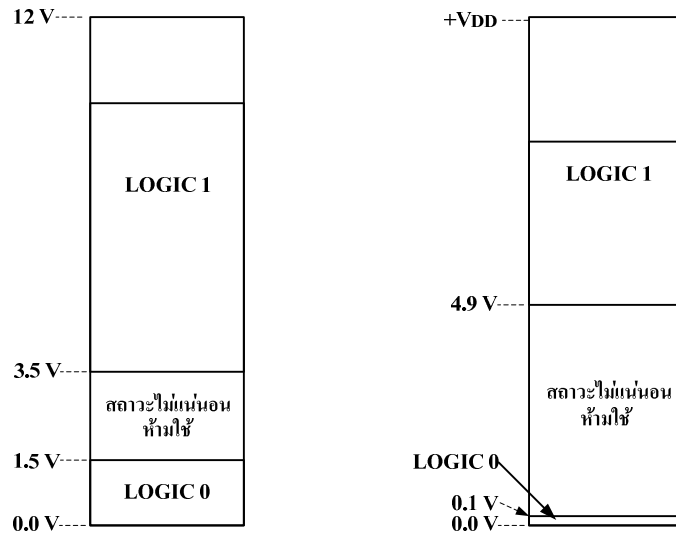 12 V
LOGIC 1
3.5 V
สถาวะไม่แน่นอน
ห้ามใช้
1.5 V
LOGIC 0
0.0 V
+VDD
LOGIC 1
4.9 V
สถาวะไม่แน่นอน
ห้ามใช้
LOGIC 0
0.1 V
0.0 V